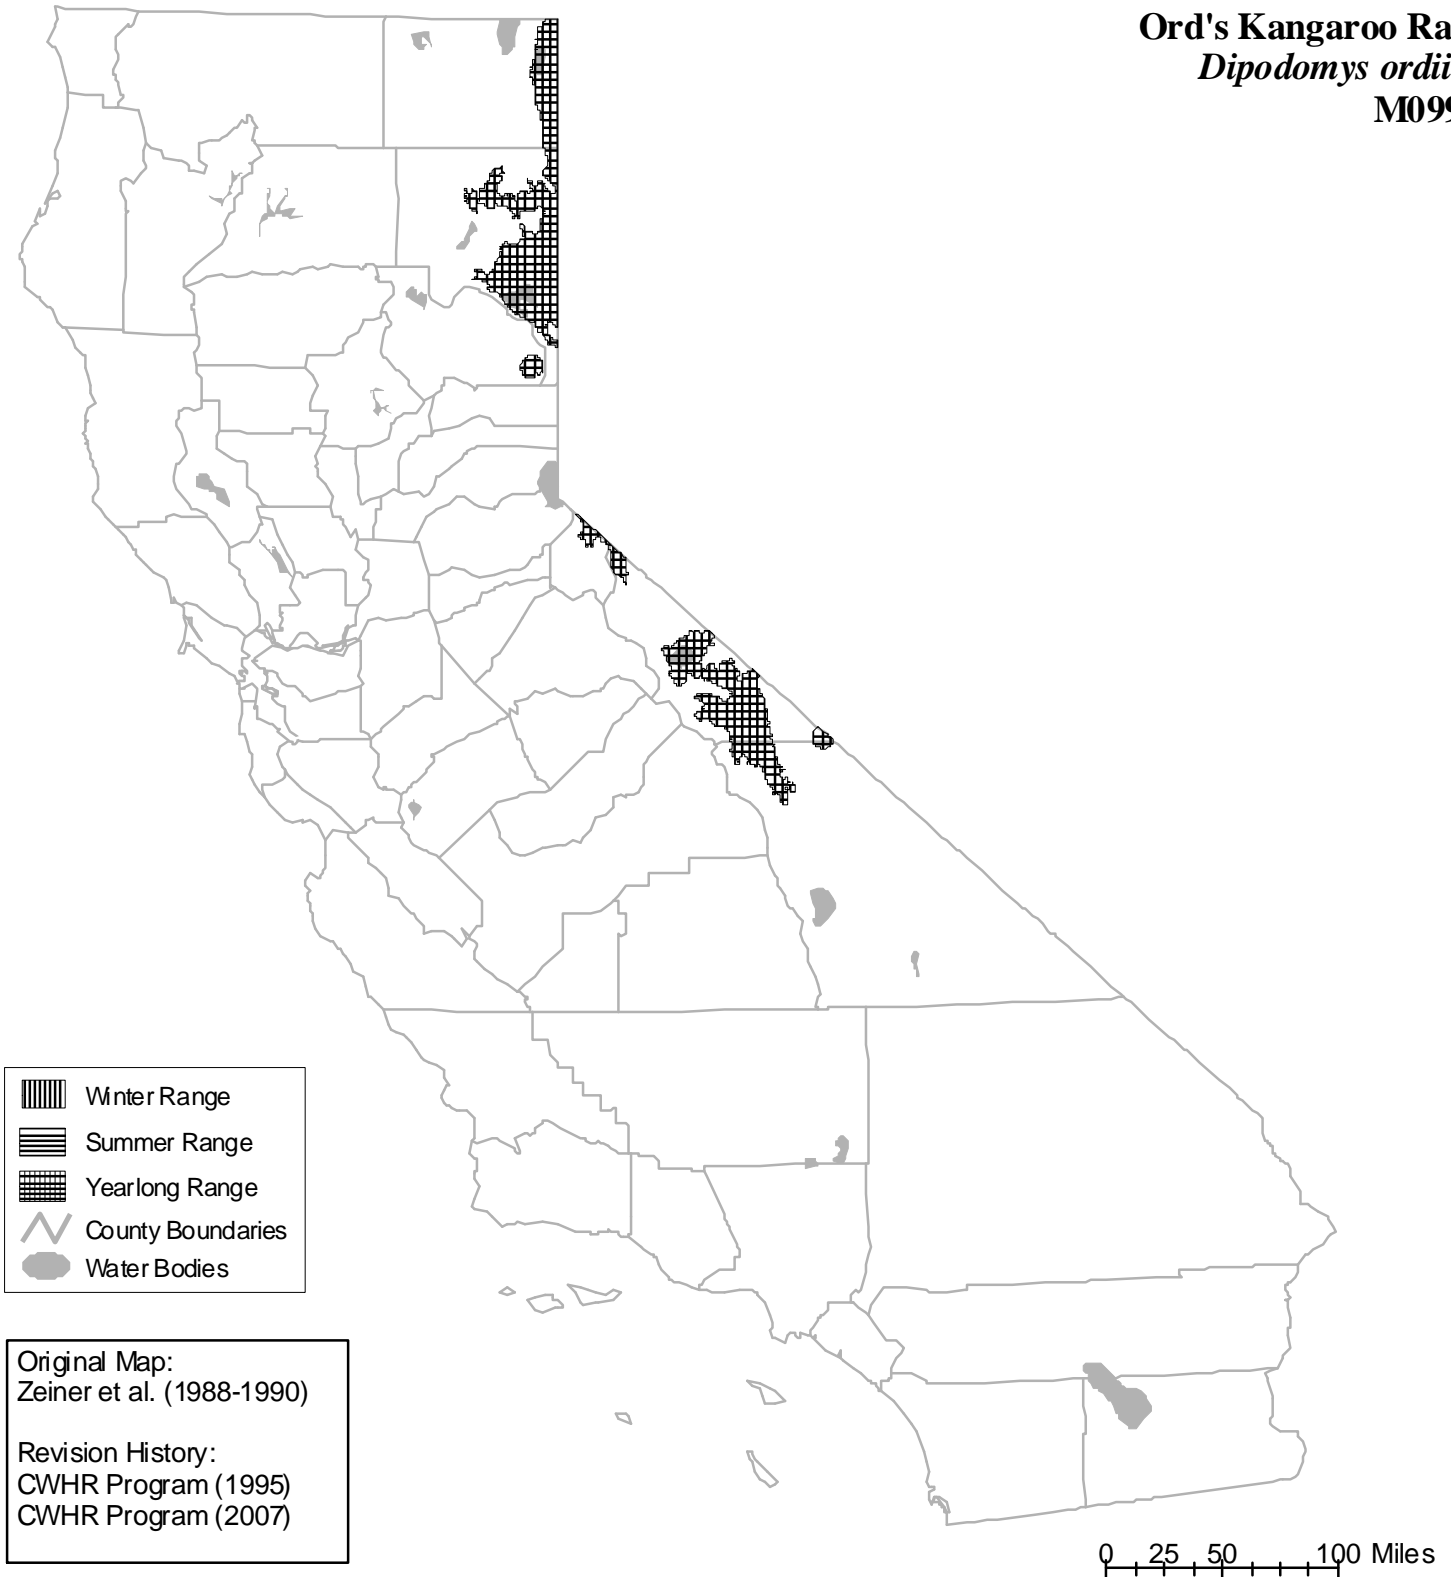 Ord's Kangaroo Ra
Dipodomys ordii
M099
Winter Range
Summer Range
Yearlong Range
County Boundaries
Water Bodies
Original Map:
Zeiner et al. (1988-1990)
Revision History:
CWHR Program (1995)
CWHR Program (2007)
0 25 50 100 Miles